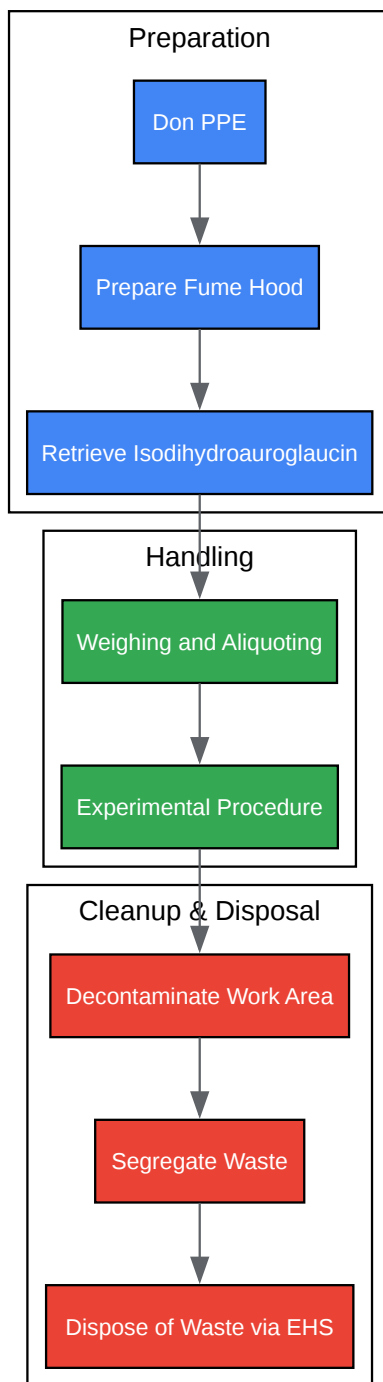 Preparation
Don PPE
Prepare Fume Hood
Retrieve Isodihydroauroglaucin
Handling
Weighing and Aliquoting
Experimental Procedure
Cleanup & Disposal
Decontaminate Work Area
Segregate Waste
Dispose of Waste via EHS